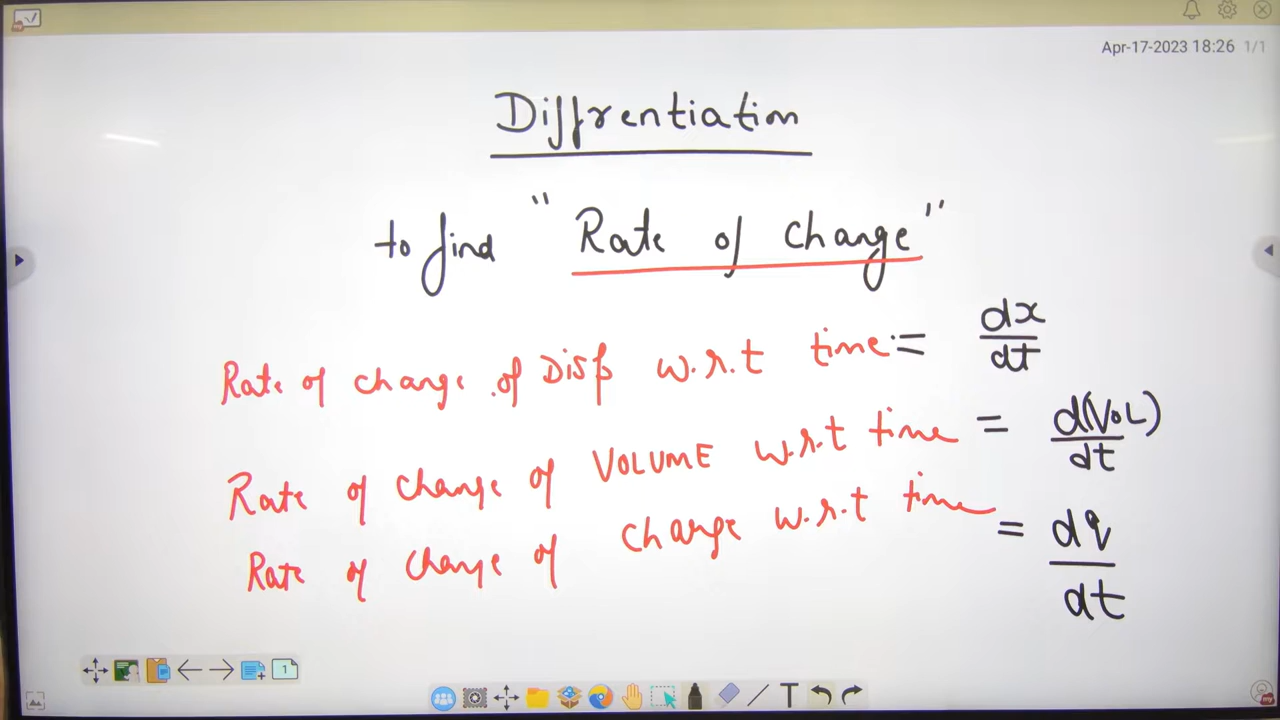 Apr-17-2023 18:26 1/1
Diffrentiation
to find "Rate of change"
Rate of change of Disp w.r.t time = dx/dt
Rate of change of VOLUME w.r.t time = d(VOL)/dt
Rate of change of charge w.r.t time = dq/dt
1
T